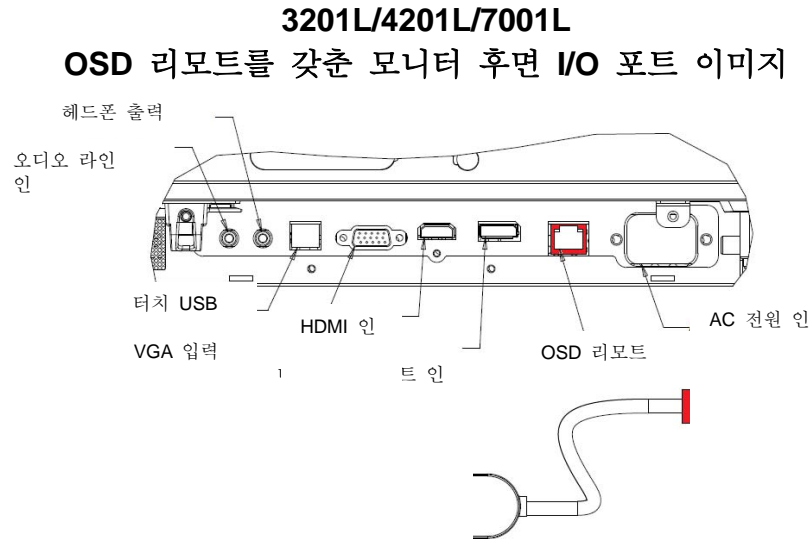 3201L/4201L/7001L
OSD 리모트를 갖춘 모니터 후면 I/O 포트 이미지
헤드폰 출력
오디오 라인
인
터치 USB
VGA 입력
HDMI 인
트 인
OSD 리모트
AC 전원 인